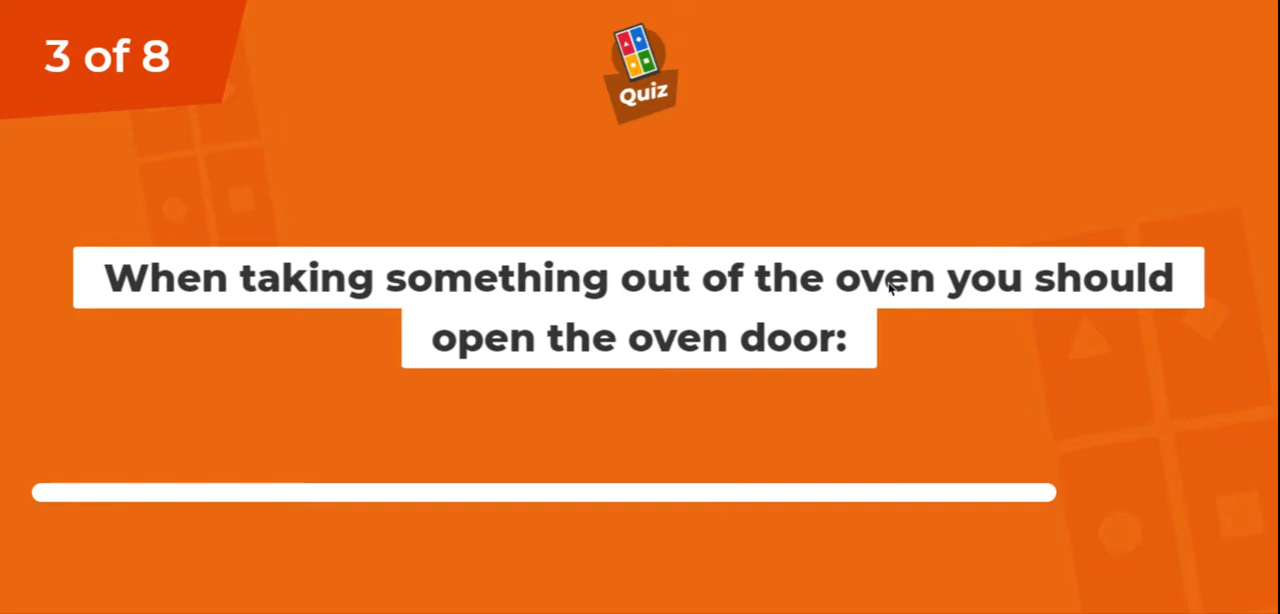 3 of 8
Quiz
When taking something out of the oven you should
open the oven door: